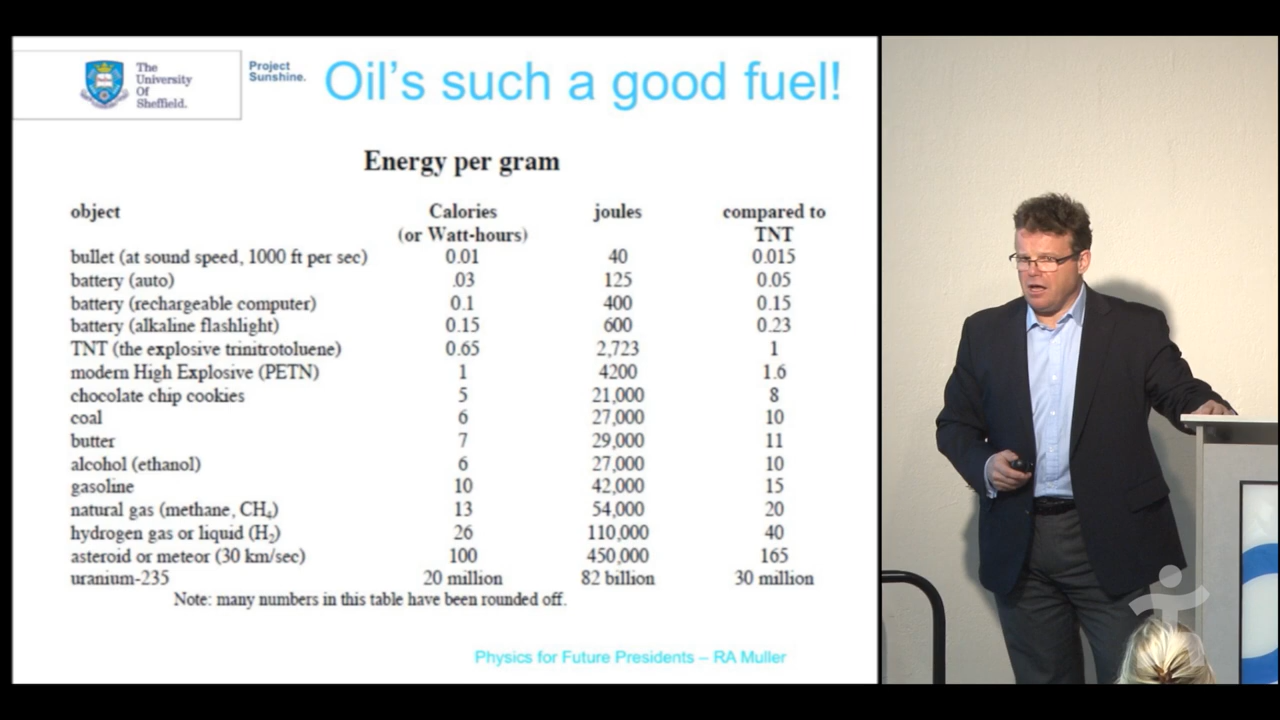 The
University
Of
Sheffield.
Project
Sunshine.
Oil's such a good fuel!
Energy per gram
object Calories (or Watt-hours) joules compared to TNT
bullet (at sound speed, 1000 ft per sec) 0.01 40 0.015
battery (auto) .03 125 0.05
battery (rechargeable computer) 0.1 400 0.15
battery (alkaline flashlight) 0.15 600 0.23
TNT (the explosive trinitrotoluene) 0.65 2,723 1
modern High Explosive (PETN) 1 4200 1.6
chocolate chip cookies 5 21,000 8
coal 6 27,000 10
butter 7 29,000 11
alcohol (ethanol) 6 27,000 10
gasoline 10 42,000 15
natural gas (methane, CH₄) 13 54,000 20
hydrogen gas or liquid (H₂) 26 110,000 40
asteroid or meteor (30 km/sec) 100 450,000 165
uranium-235 20 million 82 billion 30 million
Note: many numbers in this table have been rounded off.
Physics for Future Presidents – RA Muller